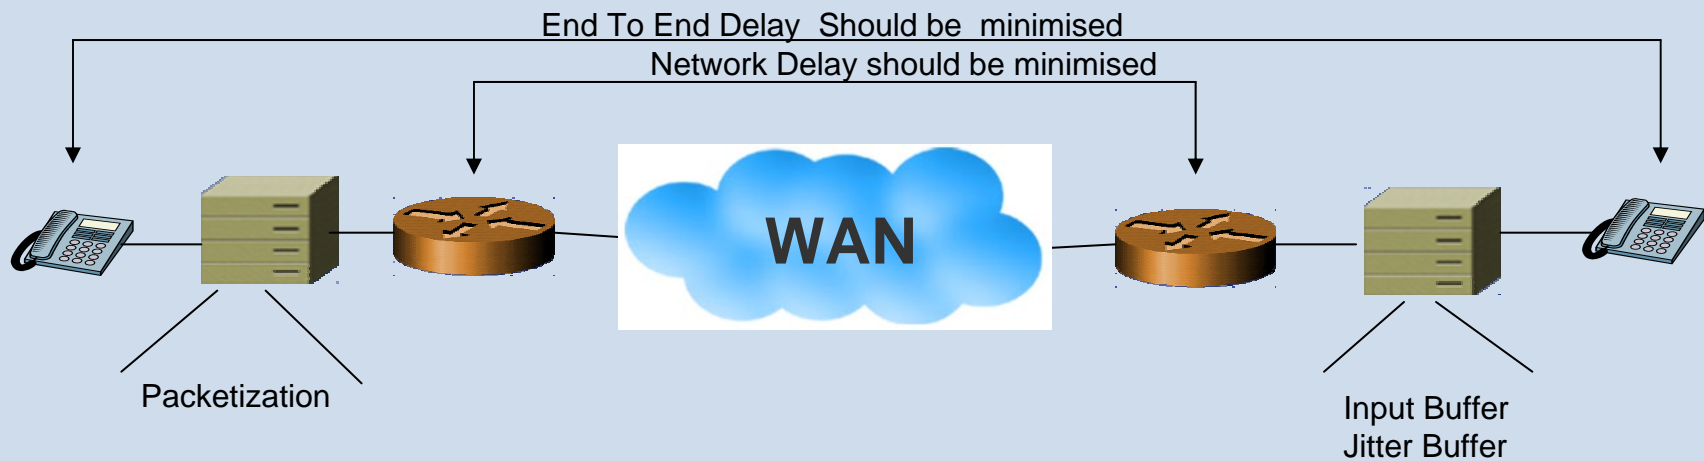 End To End Delay  Should be  minimised
Network Delay should be minimised
WAN
Packetization
Input Buffer
Jitter Buffer